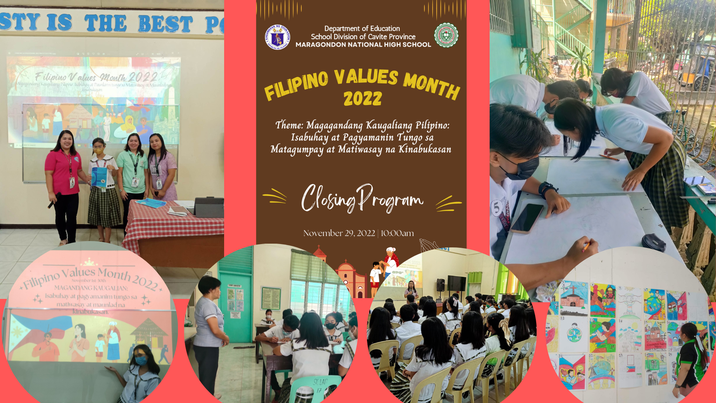 STY IS THE BEST PO
Filipino Values Month 2022
Department of Education
School Division of Cavite Province
MARAGONDON NATIONAL HIGH SCHOOL
FILIPINO VALUES MONTH
2022
Theme: Magagandang Kaugaliang Pilipino:
Isabuhay at Pagyamanin Tungo sa
Matagumpay at Matiwasay na Kinabukasan
Closing Program
November 29, 2022 | 10:00am
"Filipino Values Month 2022"
MAGANDANG KAUGALIAN
Isabuhay at pagyamanin tungo sa
matiwasay at maunlad na
kinabukasan